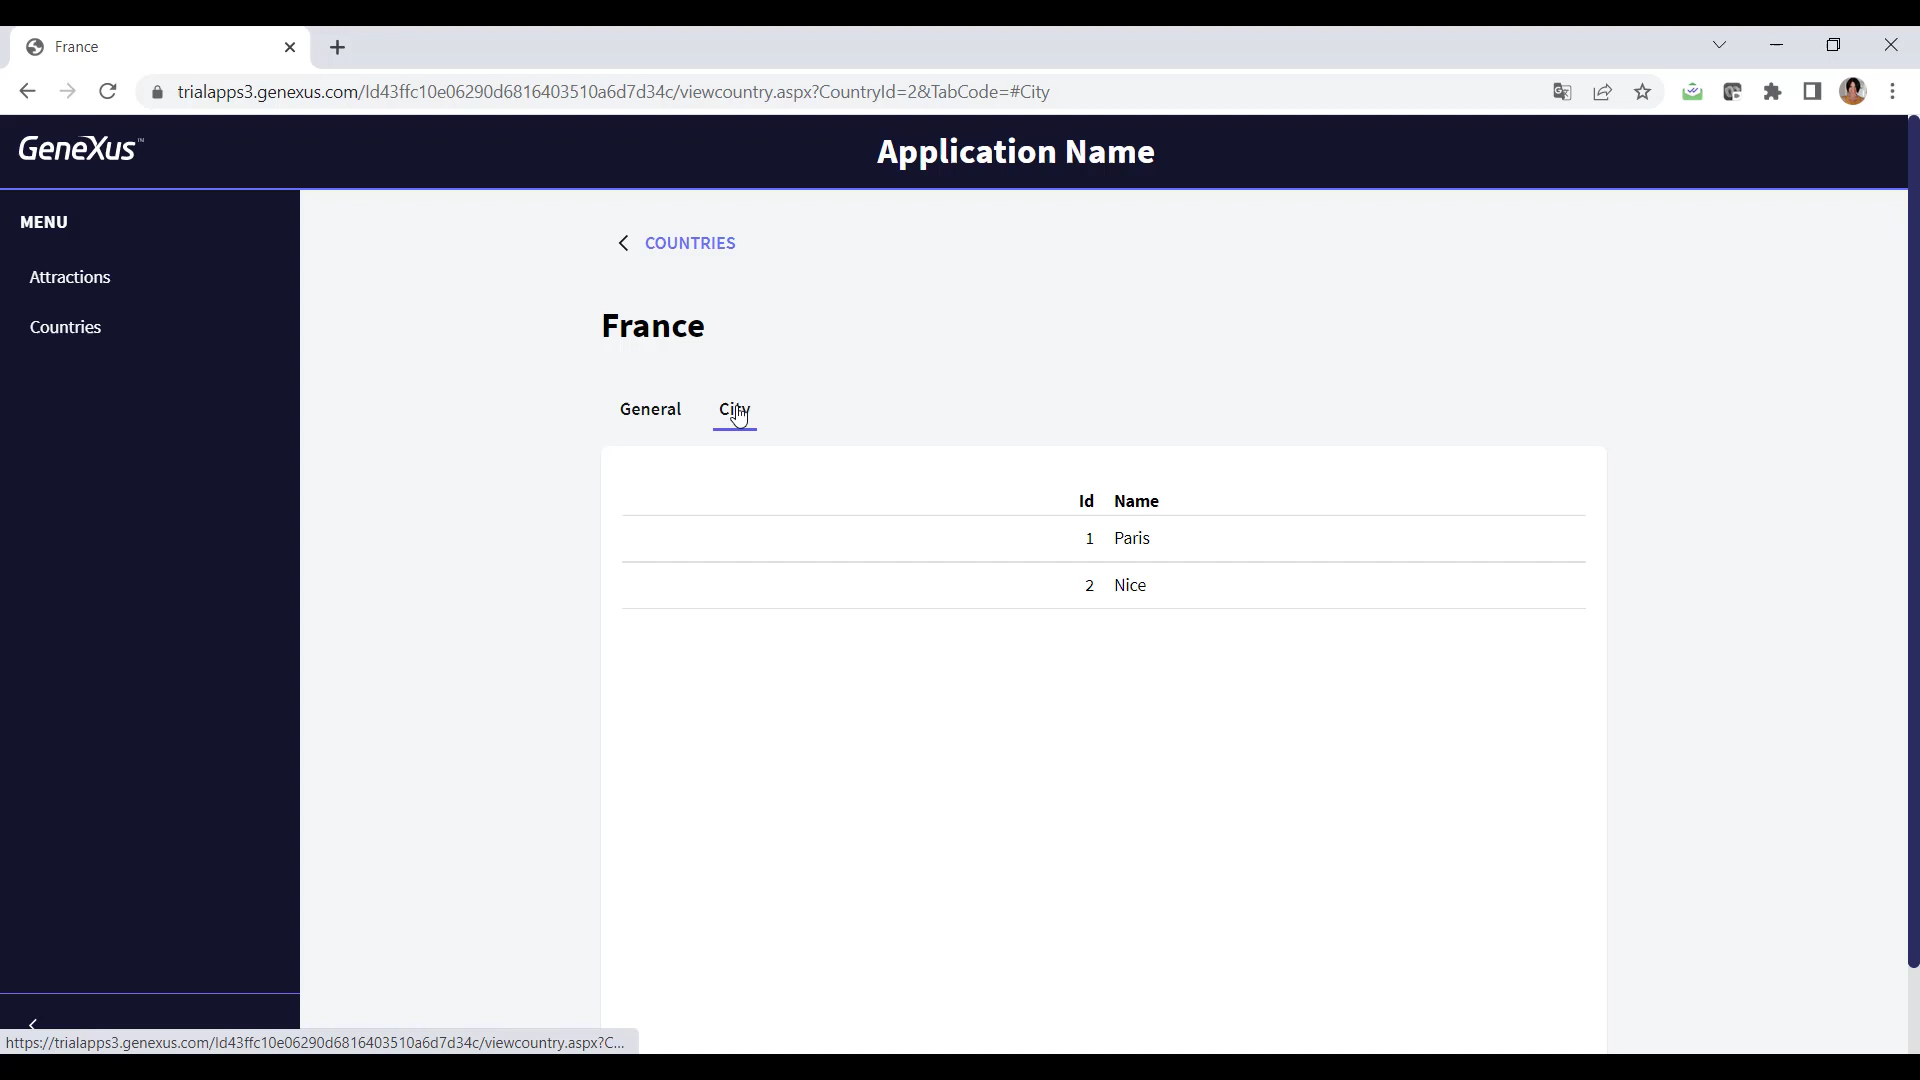 France
trialapps3.genexus.com/Id43ffc10e06290d6816403510a6d7d34c/viewcountry.aspx?CountryId=2&TabCode=#City
GeneXus™
Application Name
MENU
Attractions
Countries
COUNTRIES
France
General City
Id Name
1 Paris
2 Nice
https://trialapps3.genexus.com/Id43ffc10e06290d6816403510a6d7d34c/viewcountry.aspx?C...